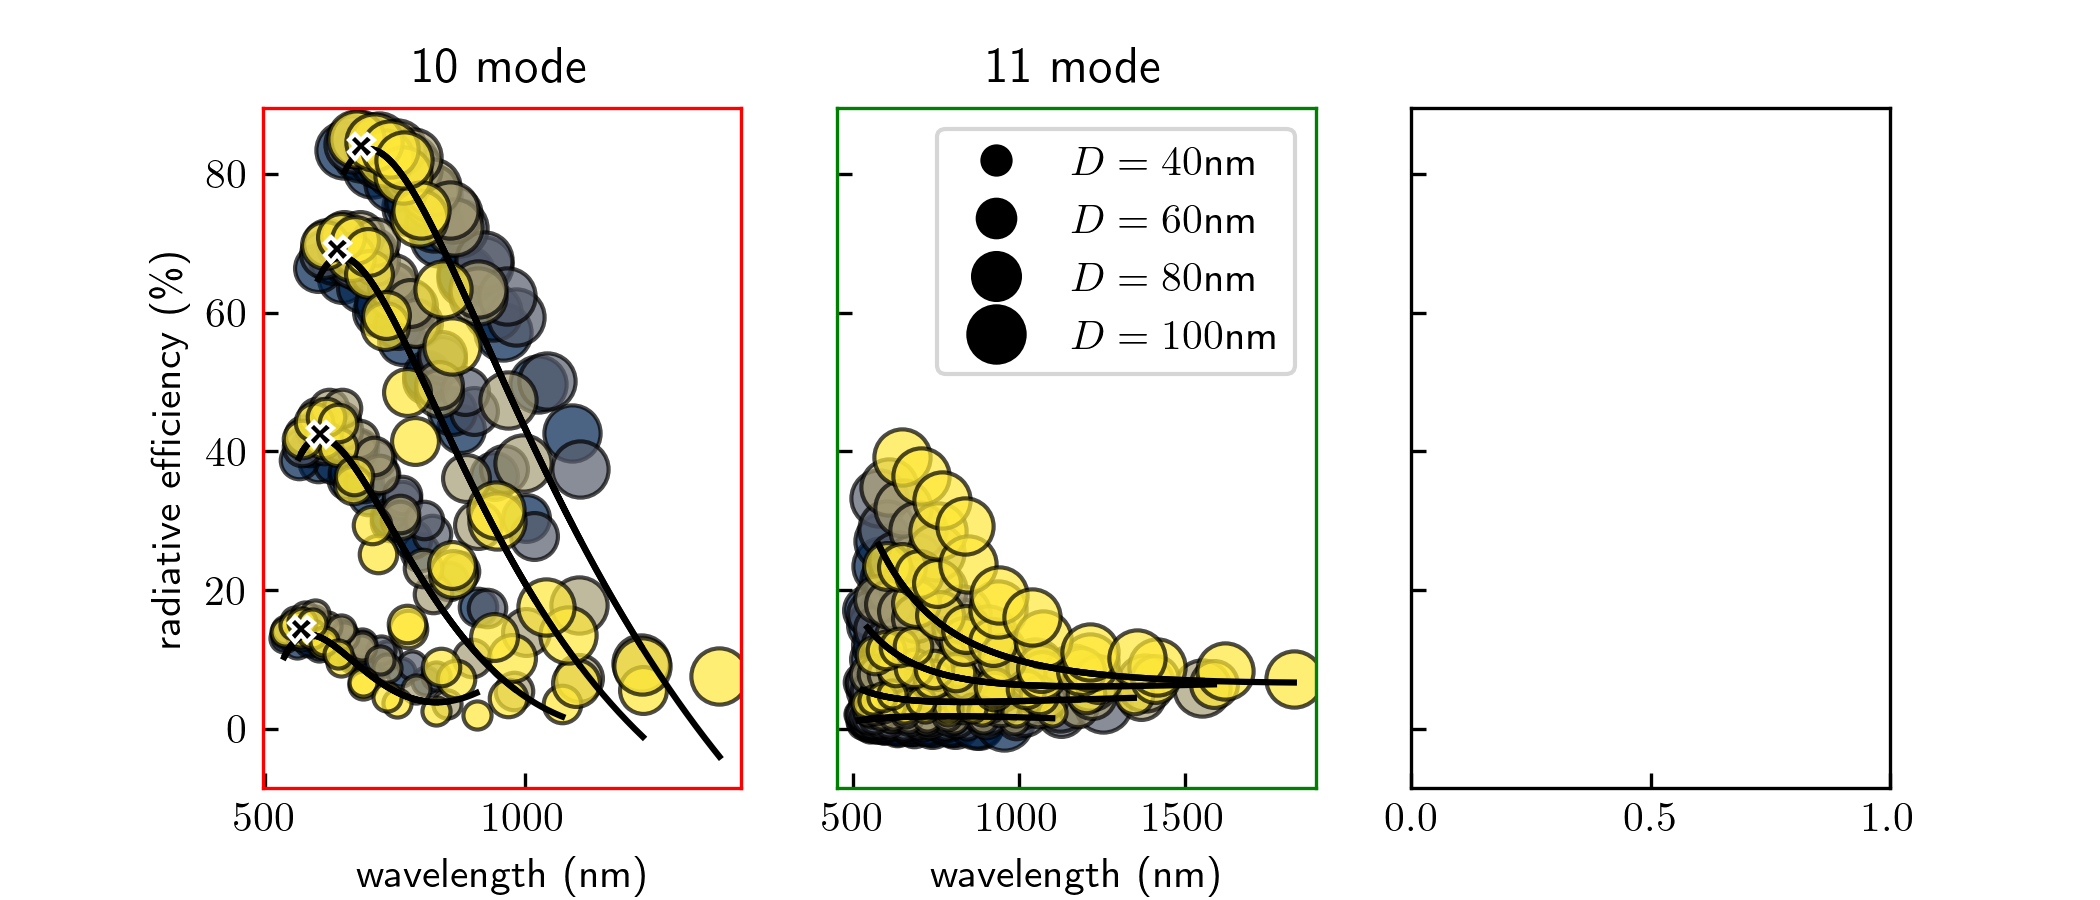 10 mode
11 mode
radiative efficiency (%)
80
60
40
20
0
500
1000
wavelength (nm)
D = 40nm
D = 60nm
D = 80nm
D = 100nm
500
1000
1500
wavelength (nm)
0.0
0.5
1.0